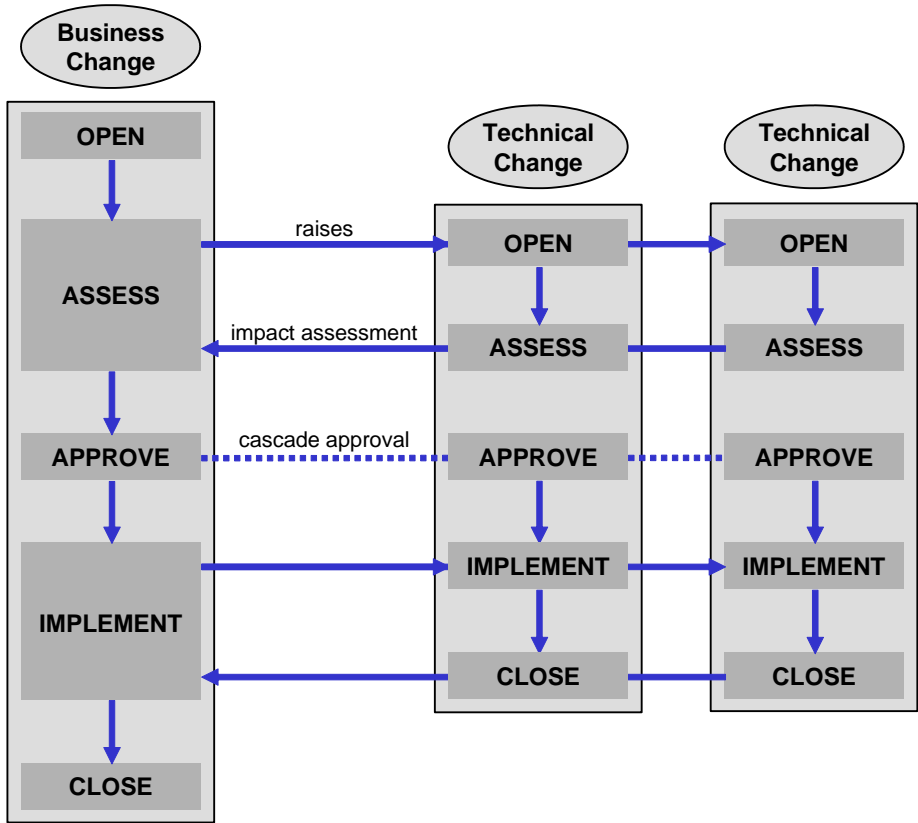 Business
Change
OPEN
ASSESS
APPROVE
IMPLEMENT
CLOSE
raises
impact assessment
cascade approval
Technical
Change
OPEN
ASSESS
APPROVE
IMPLEMENT
CLOSE
Technical
Change
OPEN
ASSESS
APPROVE
IMPLEMENT
CLOSE